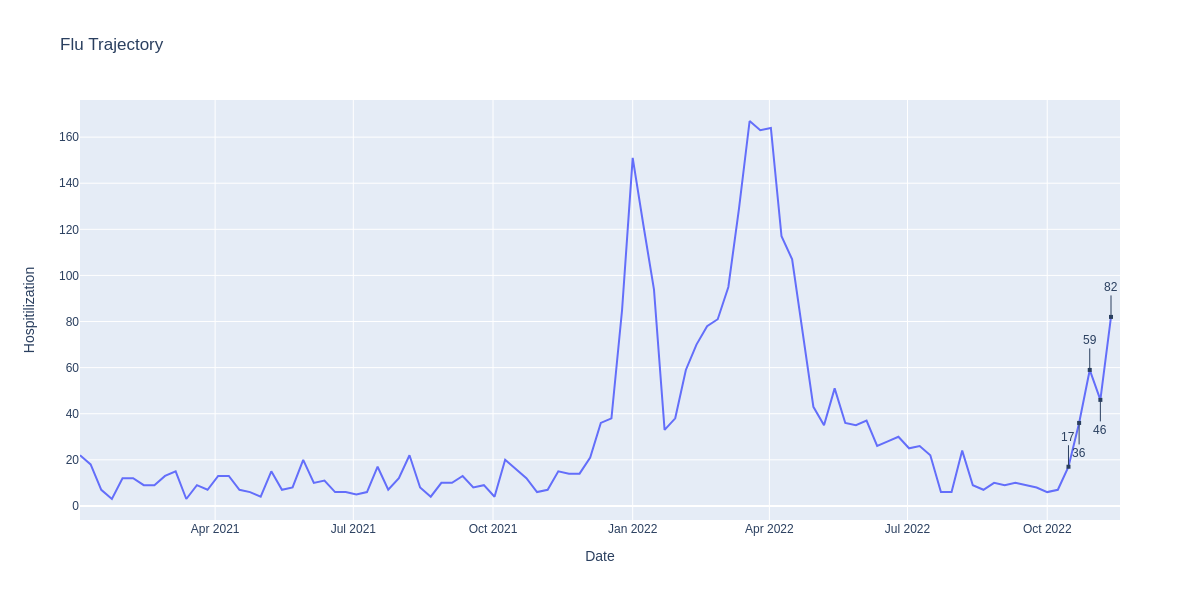 Flu Trajectory
Hospitilization
160
140
120
100
80
60
40
20
0
82
59
46
17
36
Apr 2021
Jul 2021
Oct 2021
Jan 2022
Apr 2022
Jul 2022
Oct 2022
Date